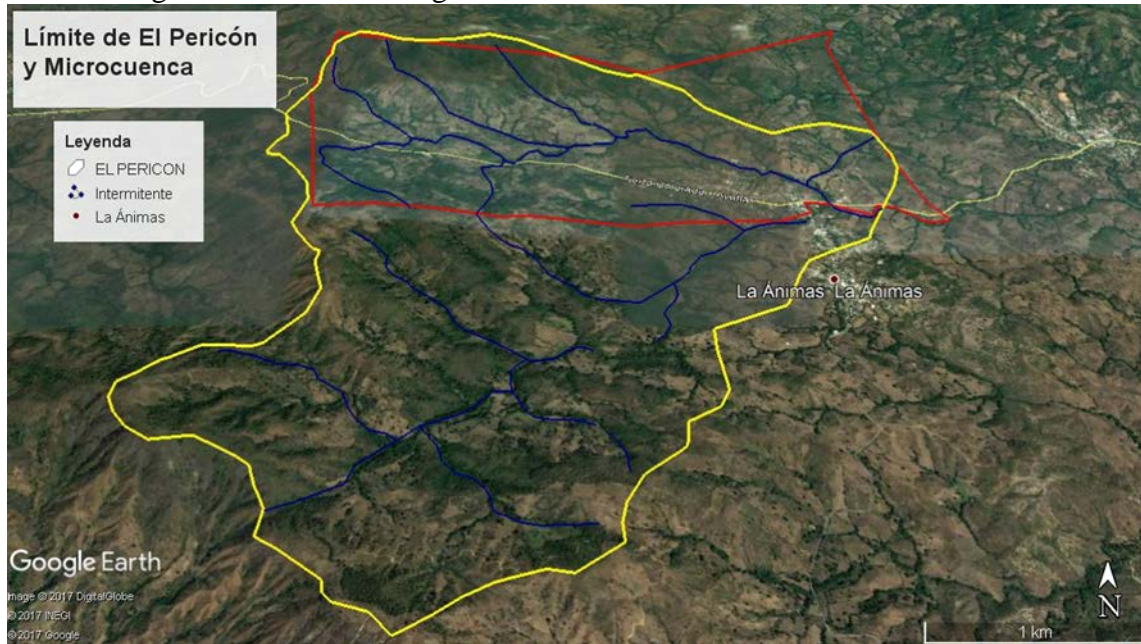 Límite de El Pericón
y Microcuenca
Leyenda
EL PERICON
Intermitente
La Ánimas
La Ánimas La Ánimas
Google Earth
Image © 2017 DigitalGlobe
© 2017 INEGI
© 2017 Google
N
1 km